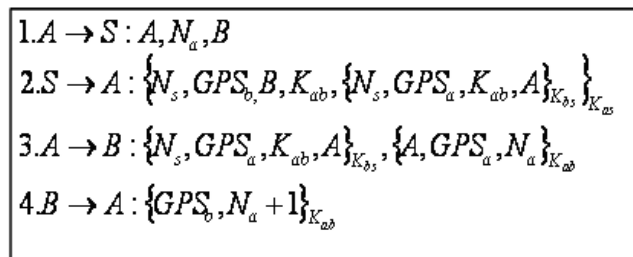 1.A → S : A, N_a, B
2.S → A : {N_s, GPS_b, B, K_ab, {N_s, GPS_a, K_ab, A}_{K_bs}}_{K_as}
3.A → B : {N_s, GPS_a, K_ab, A}_{K_bs}, {A, GPS_a, N_a}_{K_ab}
4.B → A : {GPS_b, N_a + 1}_{K_ab}